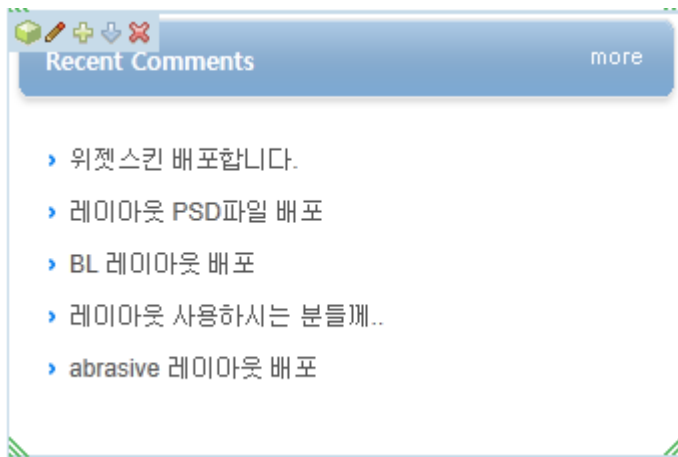 Recent Comments
more
위젯스킨 배포합니다.
레이아웃 PSD파일 배포
BL 레이아웃 배포
레이아웃 사용하시는 분들께..
abrasive 레이아웃 배포